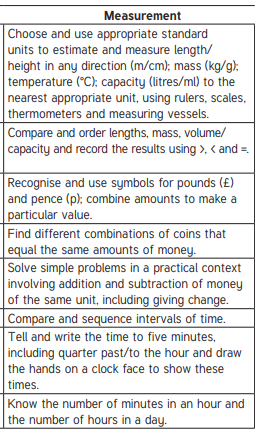 Measurement
Choose and use appropriate standard
units to estimate and measure length/
height in any direction (m/cm); mass (kg/g);
temperature (°C); capacity (litres/ml) to the
nearest appropriate unit, using rulers, scales,
thermometers and measuring vessels.
Compare and order lengths, mass, volume/
capacity and record the results using >, < and =.
Recognise and use symbols for pounds (£)
and pence (p); combine amounts to make a
particular value.
Find different combinations of coins that
equal the same amounts of money.
Solve simple problems in a practical context
involving addition and subtraction of money
of the same unit, including giving change.
Compare and sequence intervals of time.
Tell and write the time to five minutes,
including quarter past/to the hour and draw
the hands on a clock face to show these
times.
Know the number of minutes in an hour and
the number of hours in a day.